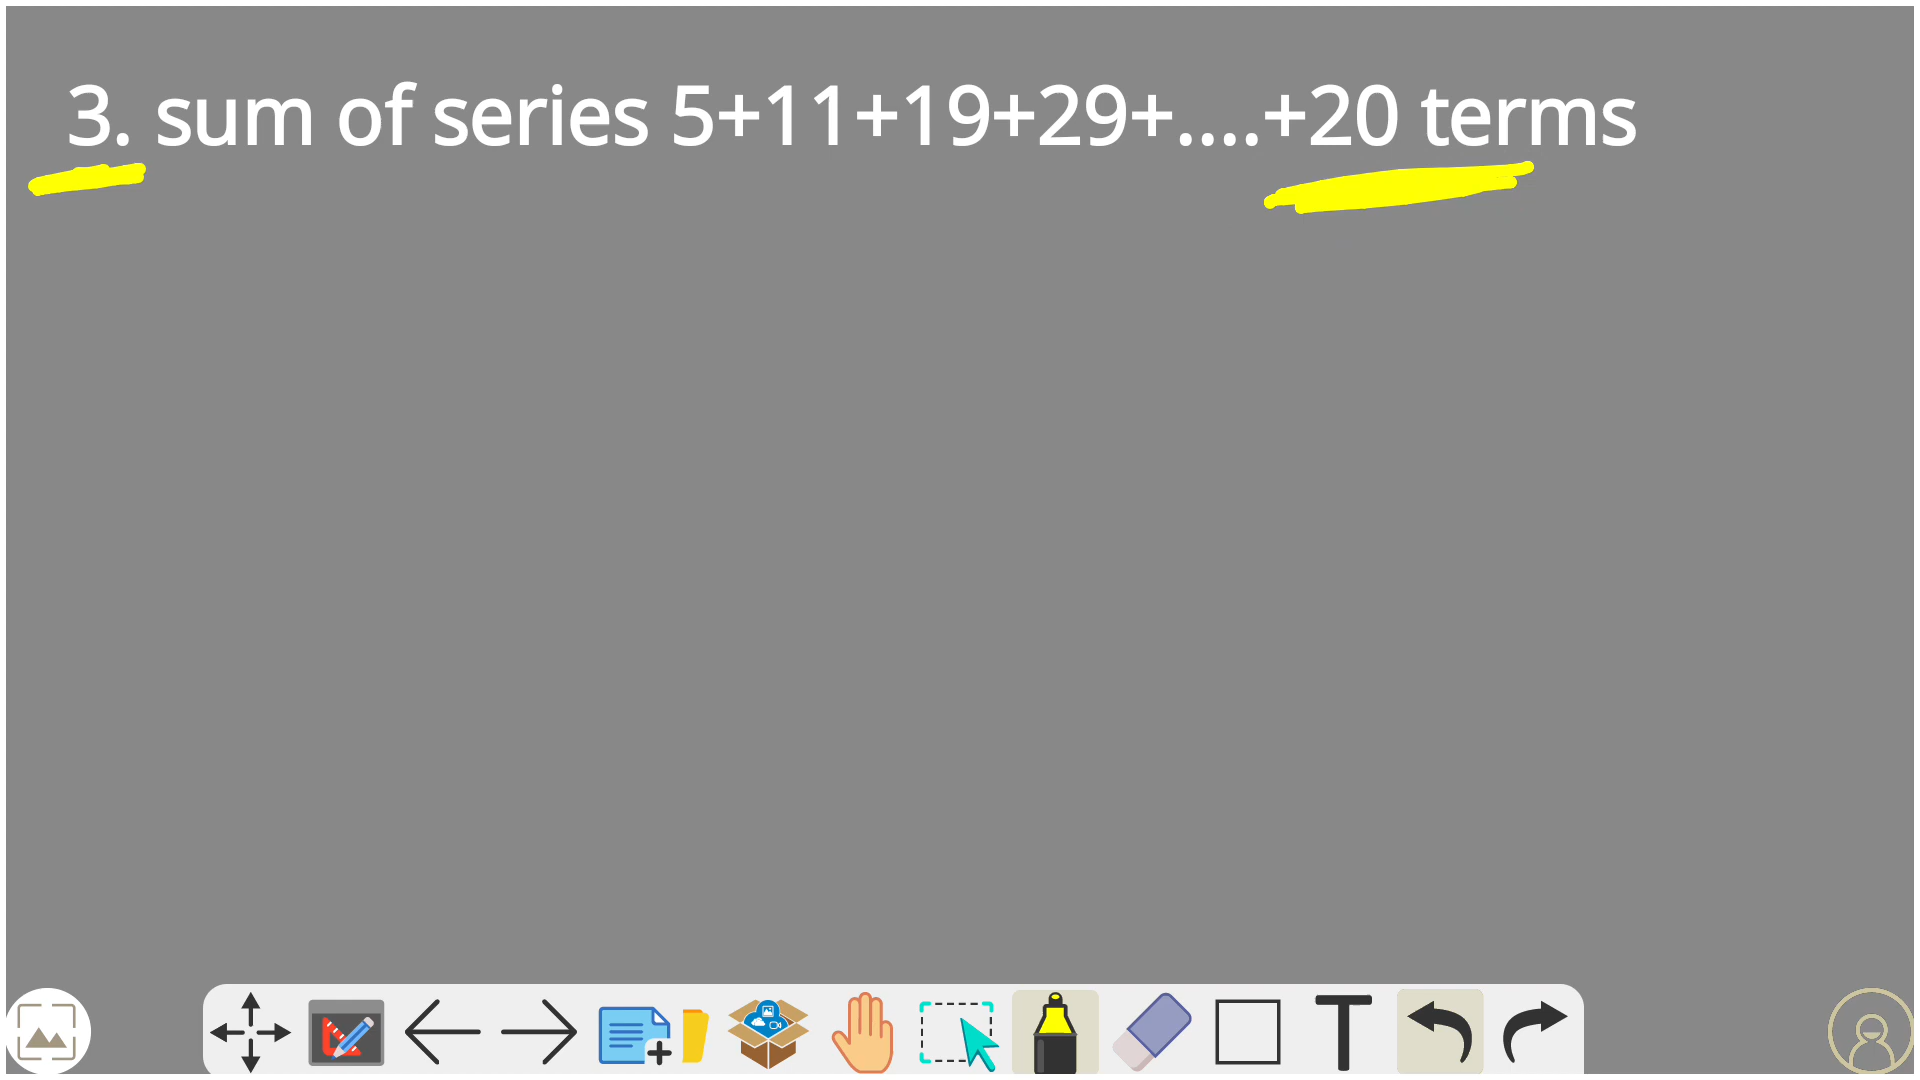 3. sum of series 5+11+19+29+....+20 terms